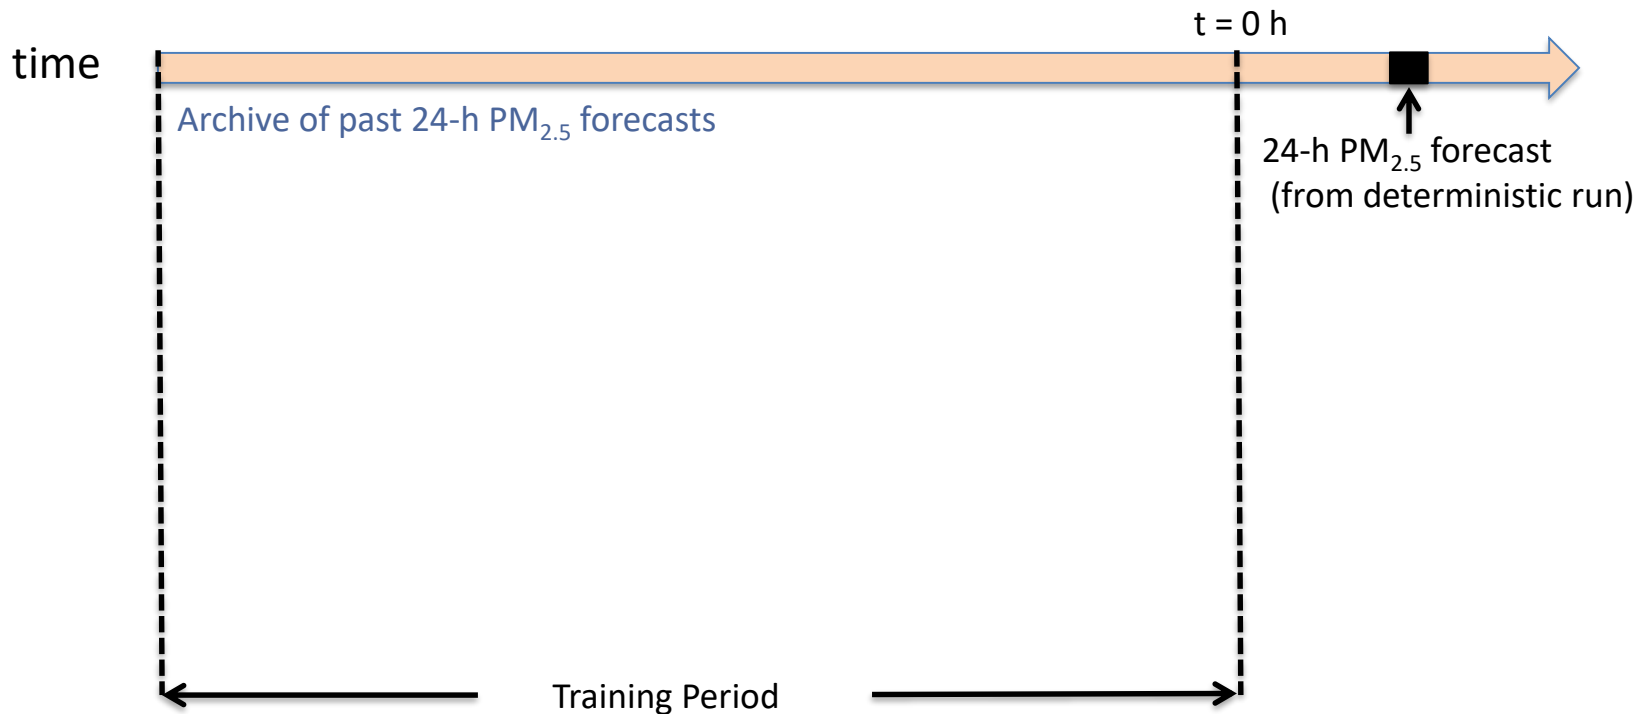 t = 0 h
time
Archive of past 24-h PM2.5 forecasts
24-h PM2.5 forecast
(from deterministic run)
Training Period